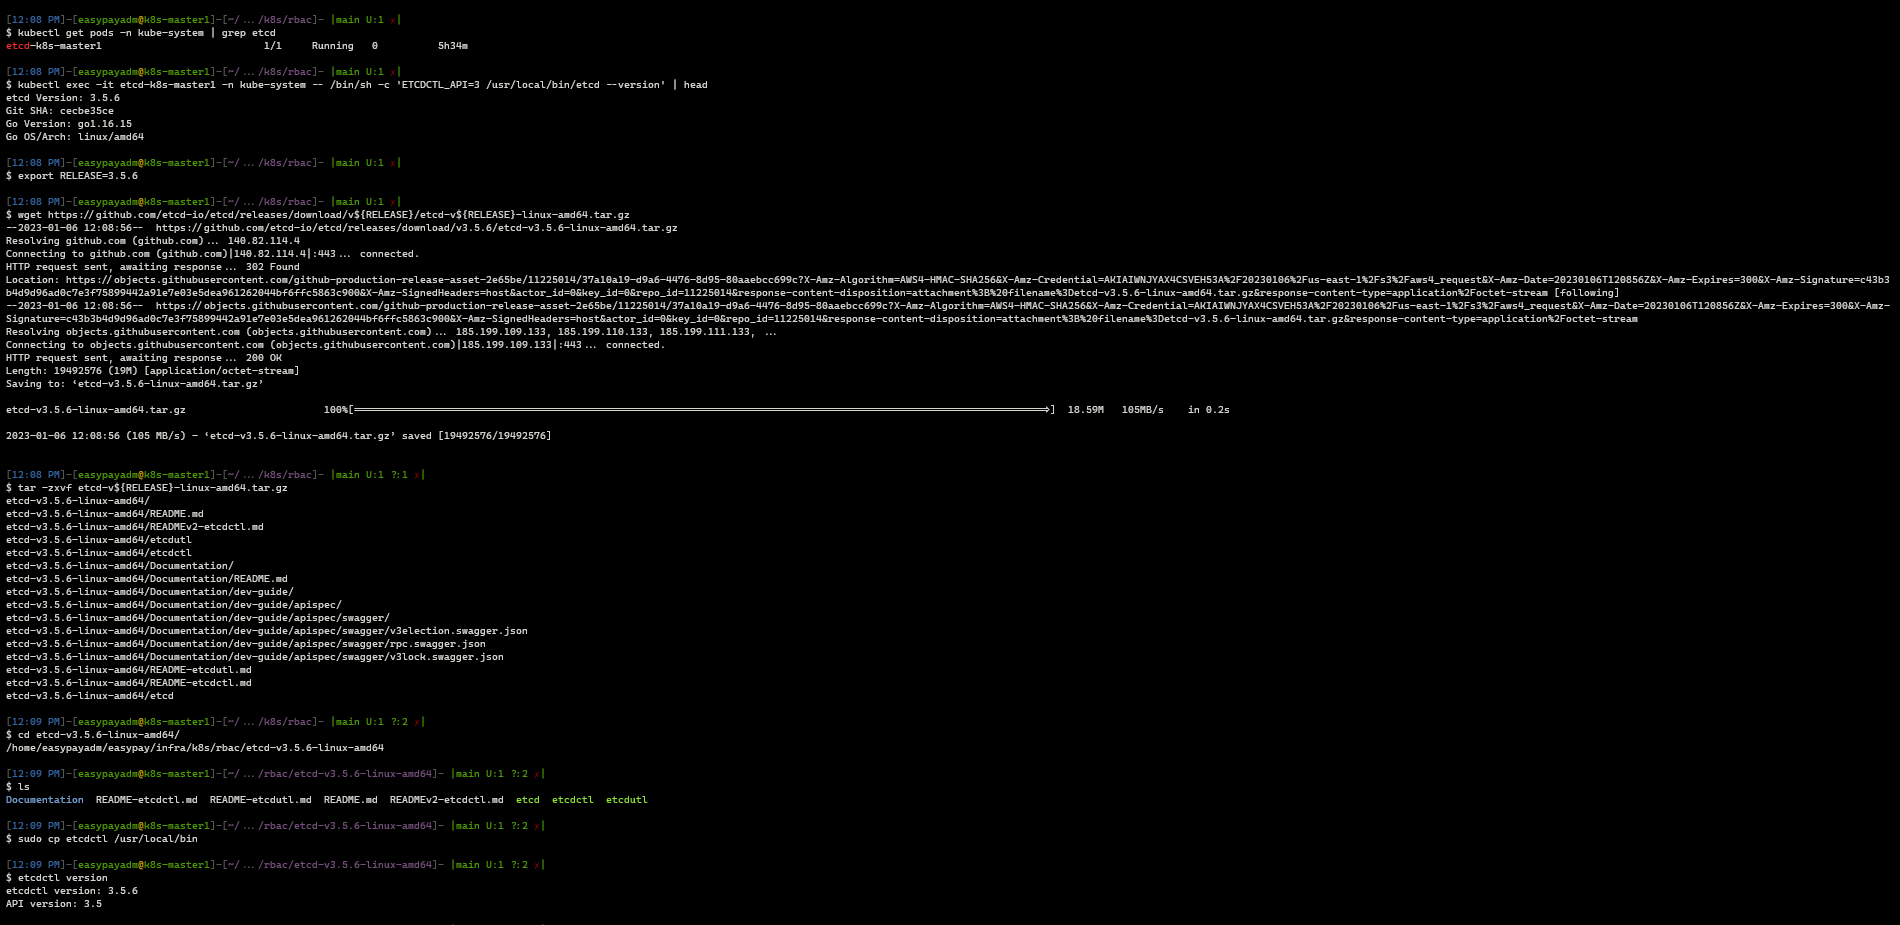 [12:08 PM]-[easypayadm@k8s-master1]-[~/ ... /k8s/rbac]- |main U:1 ✗|
$ kubectl get pods -n kube-system | grep etcd
etcd-k8s-master1                           1/1     Running   0          5h34m
[12:08 PM]-[easypayadm@k8s-master1]-[~/ ... /k8s/rbac]- |main U:1 ✗|
$ kubectl exec -it etcd-k8s-master1 -n kube-system -- /bin/sh -c 'ETCDCTL_API=3 /usr/local/bin/etcd --version' | head
etcd Version: 3.5.6
Git SHA: cecbe35ce
Go Version: go1.16.15
Go OS/Arch: linux/amd64
[12:08 PM]-[easypayadm@k8s-master1]-[~/ ... /k8s/rbac]- |main U:1 ✗|
$ export RELEASE=3.5.6
[12:08 PM]-[easypayadm@k8s-master1]-[~/ ... /k8s/rbac]- |main U:1 ✗|
$ wget https://github.com/etcd-io/etcd/releases/download/v${RELEASE}/etcd-v${RELEASE}-linux-amd64.tar.gz
--2023-01-06 12:08:56--  https://github.com/etcd-io/etcd/releases/download/v3.5.6/etcd-v3.5.6-linux-amd64.tar.gz
Resolving github.com (github.com)... 140.82.114.4
Connecting to github.com (github.com)|140.82.114.4|:443... connected.
HTTP request sent, awaiting response... 302 Found
Location: https://objects.githubusercontent.com/github-production-release-asset-2e65be/11225014/37a10a19-d9a6-4476-8d95-80aaebcc699c?X-Amz-Algorithm=AWS4-HMAC-SHA256&X-Amz-Credential=AKIAIWNJYAX4CSVEH53A%2F20230106%2Fus-east-1%2Fs3%2Faws4_request&X-Amz-Date=20230106T120856Z&X-Amz-Expires=300&X-Amz-Signature=c43b3
b4d9d96ad0c7e3f75899442a91e7e03e5dea961262044bf6ffc5863c900&X-Amz-SignedHeaders=host&actor_id=0&key_id=0&repo_id=11225014&response-content-disposition=attachment%3B%20filename%3Detcd-v3.5.6-linux-amd64.tar.gz&response-content-type=application%2Foctet-stream [following]
--2023-01-06 12:08:56--  https://objects.githubusercontent.com/github-production-release-asset-2e65be/11225014/37a10a19-d9a6-4476-8d95-80aaebcc699c?X-Amz-Algorithm=AWS4-HMAC-SHA256&X-Amz-Credential=AKIAIWNJYAX4CSVEH53A%2F20230106%2Fus-east-1%2Fs3%2Faws4_request&X-Amz-Date=20230106T120856Z&X-Amz-Expires=300&X-Amz-
Signature=c43b3b4d9d96ad0c7e3f75899442a91e7e03e5dea961262044bf6ffc5863c900&X-Amz-SignedHeaders=host&actor_id=0&key_id=0&repo_id=11225014&response-content-disposition=attachment%3B%20filename%3Detcd-v3.5.6-linux-amd64.tar.gz&response-content-type=application%2Foctet-stream
Resolving objects.githubusercontent.com (objects.githubusercontent.com)... 185.199.109.133, 185.199.110.133, 185.199.111.133, ...
Connecting to objects.githubusercontent.com (objects.githubusercontent.com)|185.199.109.133|:443... connected.
HTTP request sent, awaiting response... 200 OK
Length: 19492576 (19M) [application/octet-stream]
Saving to: ‘etcd-v3.5.6-linux-amd64.tar.gz’
etcd-v3.5.6-linux-amd64.tar.gz                       100%[===================================================================>]  18.59M   105MB/s    in 0.2s
2023-01-06 12:08:56 (105 MB/s) - ‘etcd-v3.5.6-linux-amd64.tar.gz’ saved [19492576/19492576]
[12:08 PM]-[easypayadm@k8s-master1]-[~/ ... /k8s/rbac]- |main U:1 ?:1 ✗|
$ tar -zxvf etcd-v${RELEASE}-linux-amd64.tar.gz
etcd-v3.5.6-linux-amd64/
etcd-v3.5.6-linux-amd64/README.md
etcd-v3.5.6-linux-amd64/READMEv2-etcdctl.md
etcd-v3.5.6-linux-amd64/etcdutl
etcd-v3.5.6-linux-amd64/etcdctl
etcd-v3.5.6-linux-amd64/Documentation/
etcd-v3.5.6-linux-amd64/Documentation/README.md
etcd-v3.5.6-linux-amd64/Documentation/dev-guide/
etcd-v3.5.6-linux-amd64/Documentation/dev-guide/apispec/
etcd-v3.5.6-linux-amd64/Documentation/dev-guide/apispec/swagger/
etcd-v3.5.6-linux-amd64/Documentation/dev-guide/apispec/swagger/v3election.swagger.json
etcd-v3.5.6-linux-amd64/Documentation/dev-guide/apispec/swagger/rpc.swagger.json
etcd-v3.5.6-linux-amd64/Documentation/dev-guide/apispec/swagger/v3lock.swagger.json
etcd-v3.5.6-linux-amd64/README-etcdutl.md
etcd-v3.5.6-linux-amd64/README-etcdctl.md
etcd-v3.5.6-linux-amd64/etcd
[12:09 PM]-[easypayadm@k8s-master1]-[~/ ... /k8s/rbac]- |main U:1 ?:2 ✗|
$ cd etcd-v3.5.6-linux-amd64/
/home/easypayadm/easypay/infra/k8s/rbac/etcd-v3.5.6-linux-amd64
[12:09 PM]-[easypayadm@k8s-master1]-[~/ ... /rbac/etcd-v3.5.6-linux-amd64]- |main U:1 ?:2 ✗|
$ ls
Documentation  README-etcdctl.md  README-etcdutl.md  README.md  READMEv2-etcdctl.md  etcd  etcdctl  etcdutl
[12:09 PM]-[easypayadm@k8s-master1]-[~/ ... /rbac/etcd-v3.5.6-linux-amd64]- |main U:1 ?:2 ✗|
$ sudo cp etcdctl /usr/local/bin
[12:09 PM]-[easypayadm@k8s-master1]-[~/ ... /rbac/etcd-v3.5.6-linux-amd64]- |main U:1 ?:2 ✗|
$ etcdctl version
etcdctl version: 3.5.6
API version: 3.5